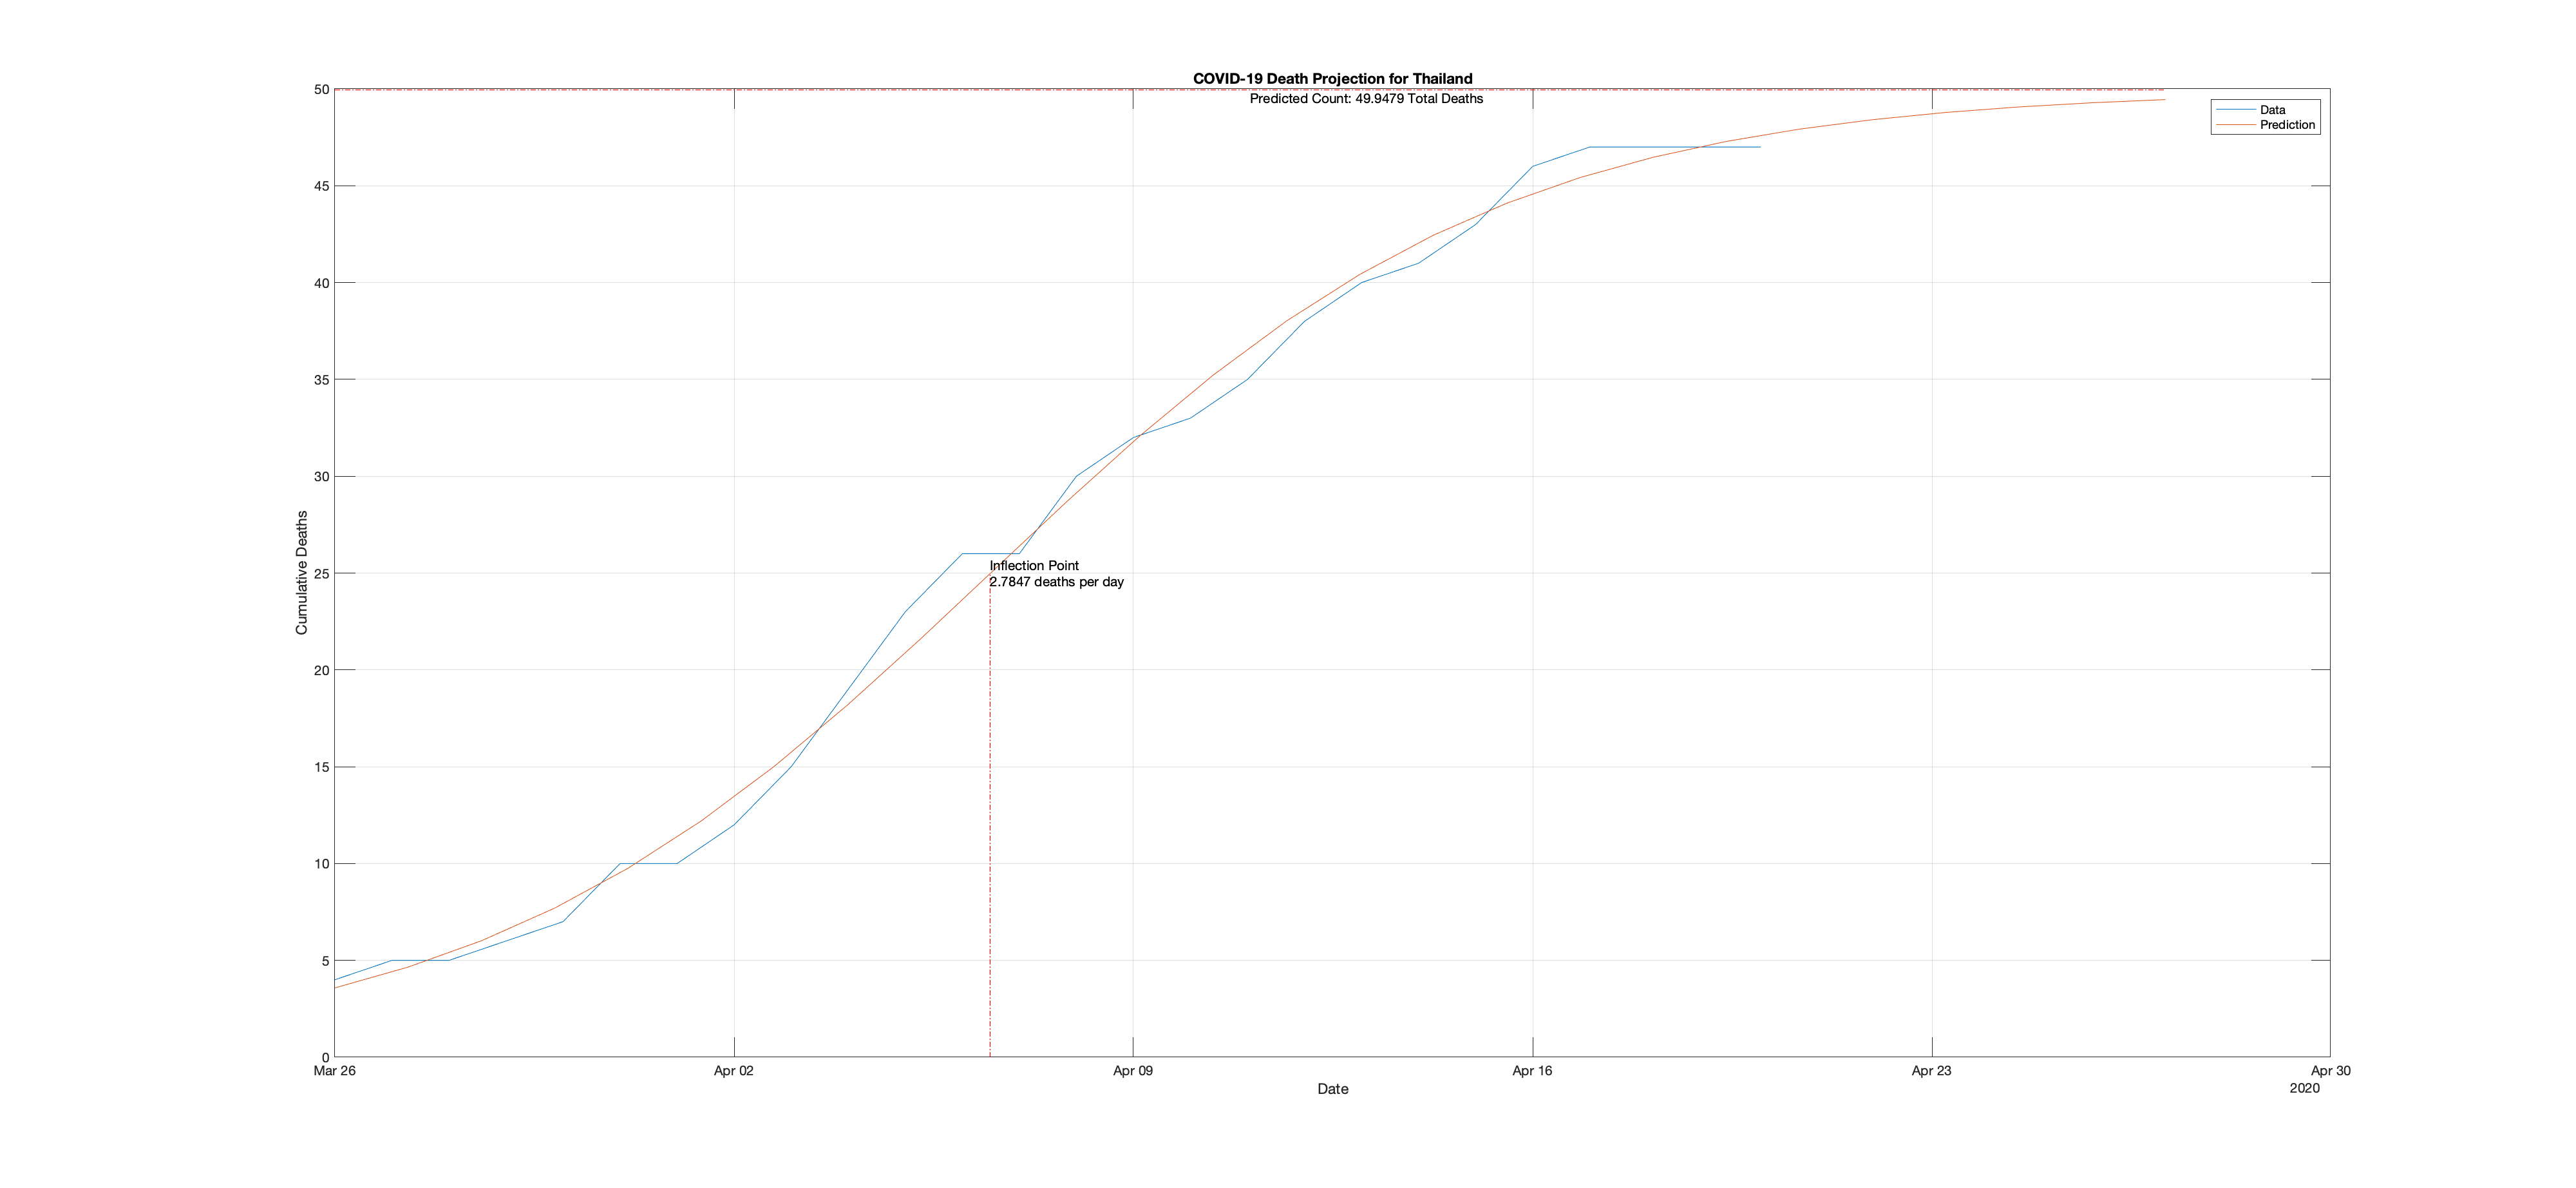 COVID-19 Death Projection for Thailand
Predicted Count: 49.9479 Total Deaths
Data
Prediction
50
45
40
35
30
25
20
15
10
5
0
Cumulative Deaths
Inflection Point
2.7847 deaths per day
Mar 26
Apr 02
Apr 09
Apr 16
Apr 23
Apr 30
2020
Date